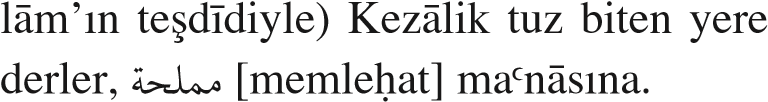 lām’ın teşdīdiyle) Kezālik tuz biten yere
derler, مملحة [memleḥat] maʿnāsına.